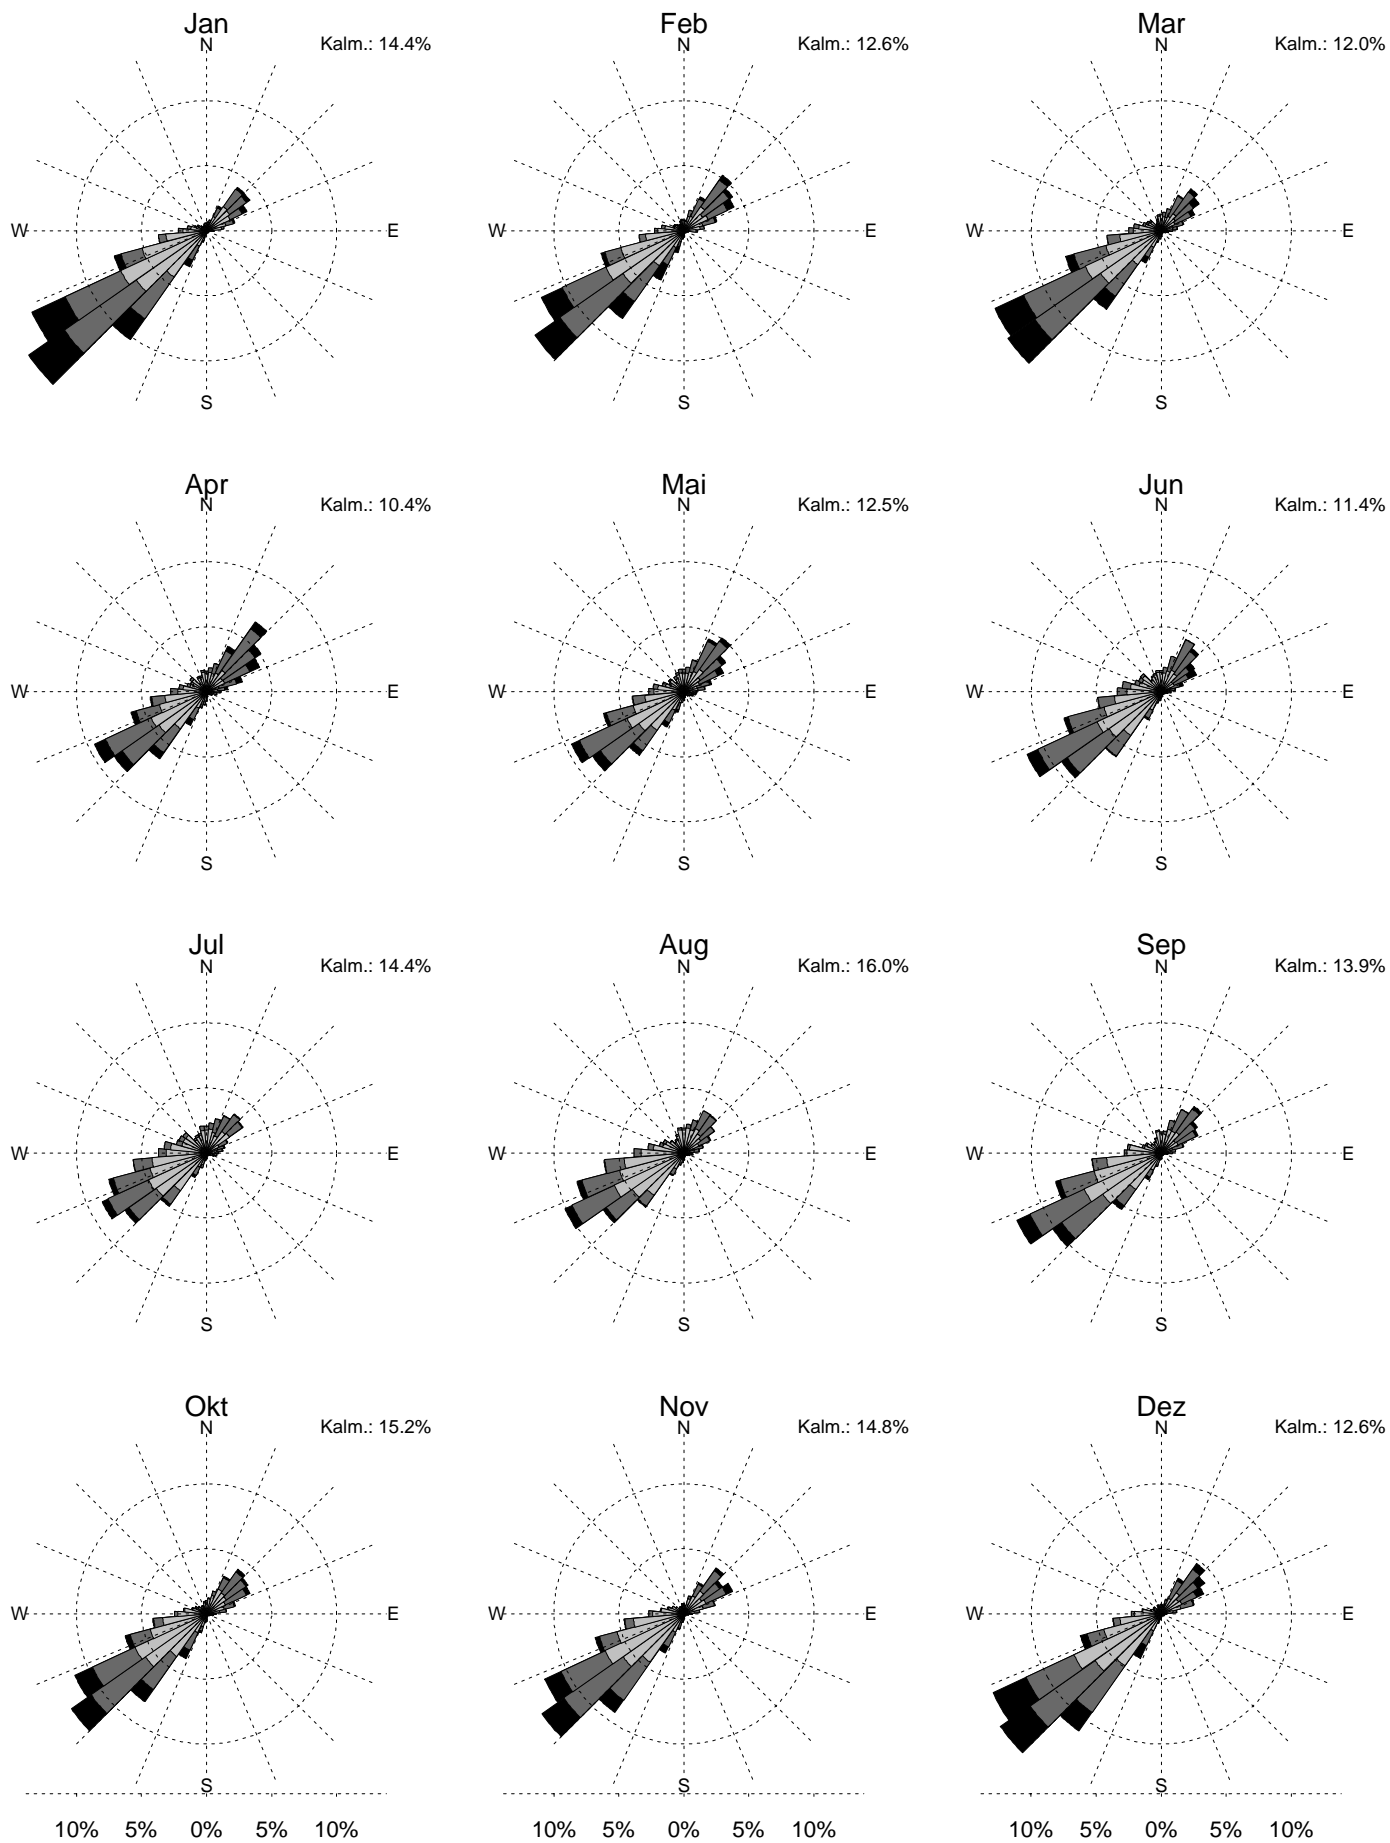 Jan
Feb
Mar
N
Kalm.: 14.4%
N
Kalm.: 12.6%
N
Kalm.: 12.0%
W
E
W
E
W
E
S
S
S
Apr
Mai
Jun
N
Kalm.: 10.4%
N
Kalm.: 12.5%
N
Kalm.: 11.4%
W
E
W
E
W
E
S
S
S
Jul
Aug
Sep
N
Kalm.: 14.4%
N
Kalm.: 16.0%
N
Kalm.: 13.9%
W
E
W
E
W
E
S
S
S
Okt
Nov
Dez
N
Kalm.: 15.2%
N
Kalm.: 14.8%
N
Kalm.: 12.6%
W
E
W
E
W
E
S
S
S
10% 5% 0% 5% 10%
10% 5% 0% 5% 10%
10% 5% 0% 5% 10%